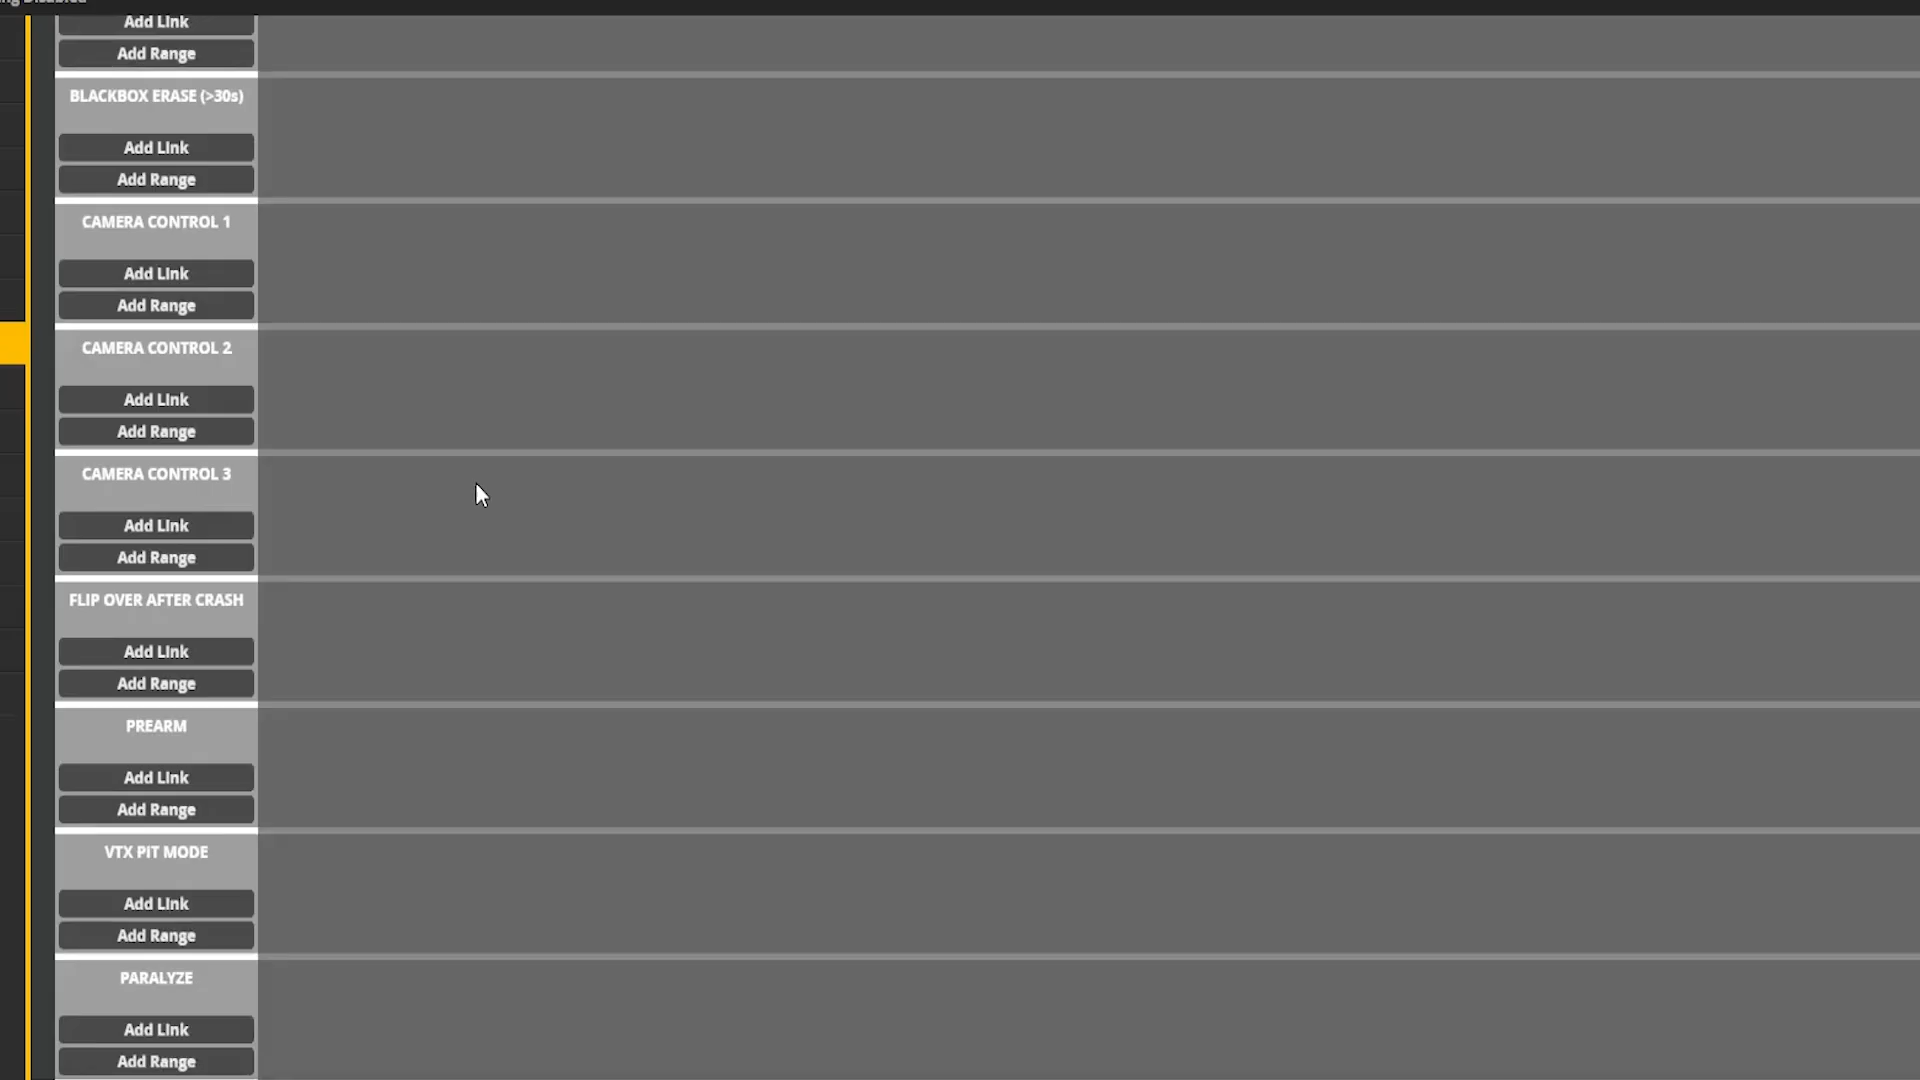 Add Link
Add Range
BLACKBOX ERASE (>30s)
Add Link
Add Range
CAMERA CONTROL 1
Add Link
Add Range
CAMERA CONTROL 2
Add Link
Add Range
CAMERA CONTROL 3
Add Link
Add Range
FLIP OVER AFTER CRASH
Add Link
Add Range
PREARM
Add Link
Add Range
VTX PIT MODE
Add Link
Add Range
PARALYZE
Add Link
Add Range